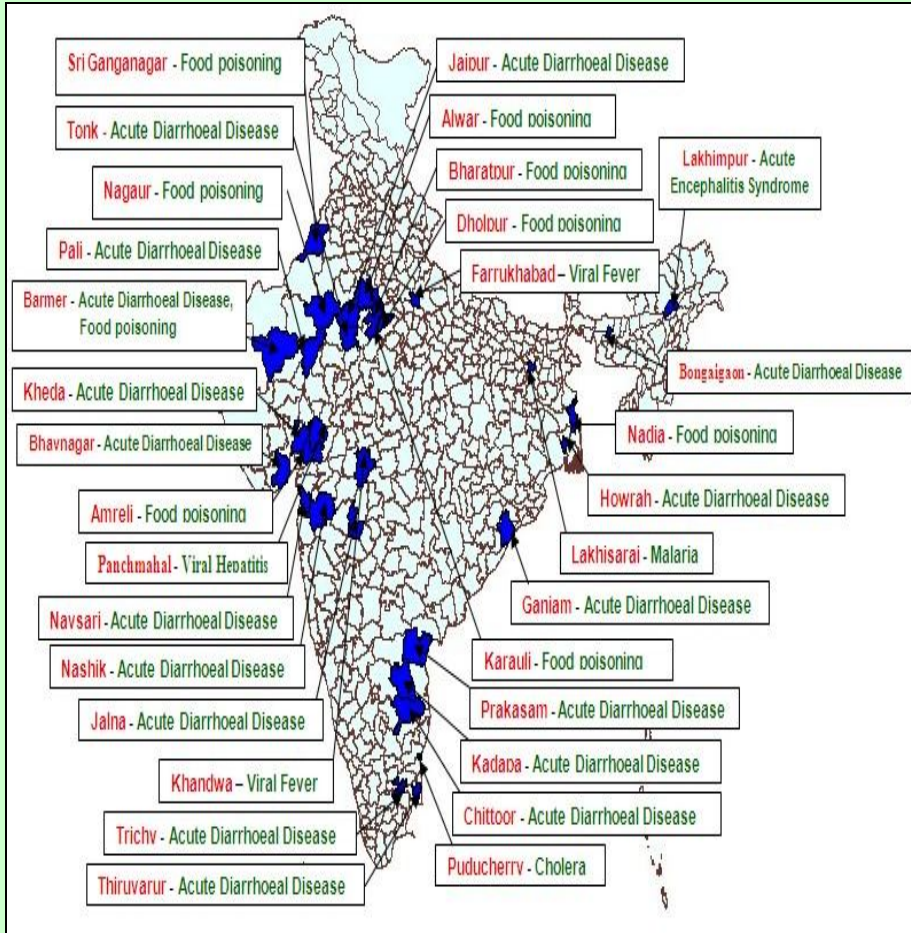 Sri Ganganagar - Food poisoning
Tonk - Acute Diarrhoeal Disease
Nagaur - Food poisoning
Pali - Acute Diarrhoeal Disease
Barmer - Acute Diarrhoeal Disease,
Food poisoning
Kheda - Acute Diarrhoeal Disease
Bhavnagar - Acute Diarrhoeal Disease
Amreli - Food poisoning
Panchmahal - Viral Hepatitis
Navsari - Acute Diarrhoeal Disease
Nashik - Acute Diarrhoeal Disease
Jalna - Acute Diarrhoeal Disease
Khandwa – Viral Fever
Trichy - Acute Diarrhoeal Disease
Thiruvarur - Acute Diarrhoeal Disease
Jaipur - Acute Diarrhoeal Disease
Alwar - Food poisoning
Bharatpur - Food poisoning
Dholpur - Food poisoning
Farrukhabad – Viral Fever
Lakhimpur - Acute
Encephalitis Syndrome
Bongaigaon - Acute Diarrhoeal Disease
Nadia - Food poisoning
Howrah - Acute Diarrhoeal Disease
Lakhisarai - Malaria
Ganjam - Acute Diarrhoeal Disease
Karauli - Food poisoning
Prakasam - Acute Diarrhoeal Disease
Kadapa - Acute Diarrhoeal Disease
Chittoor - Acute Diarrhoeal Disease
Puducherry - Cholera